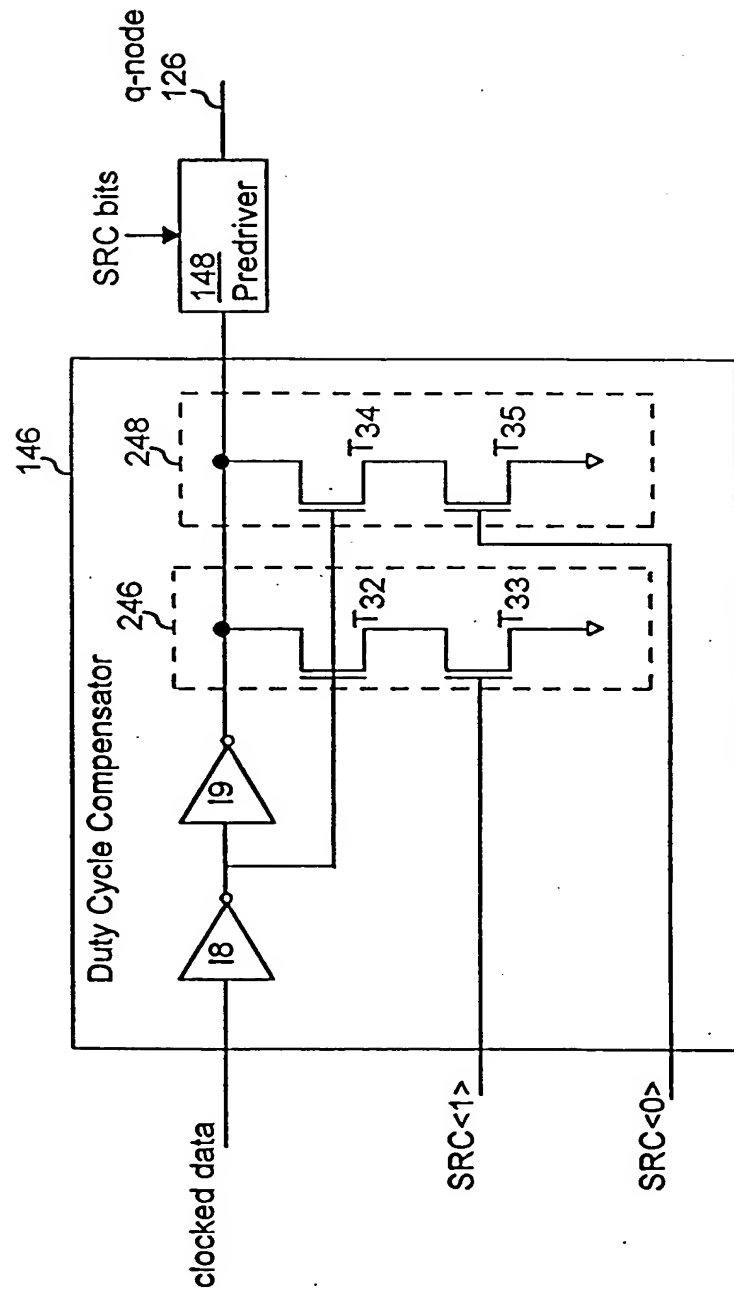 146
Duty Cycle Compensator
clocked data
I8
I9
246
248
T32
T33
T34
T35
SRC<1>
SRC<0>
SRC bits
148
Predriver
q-node
126